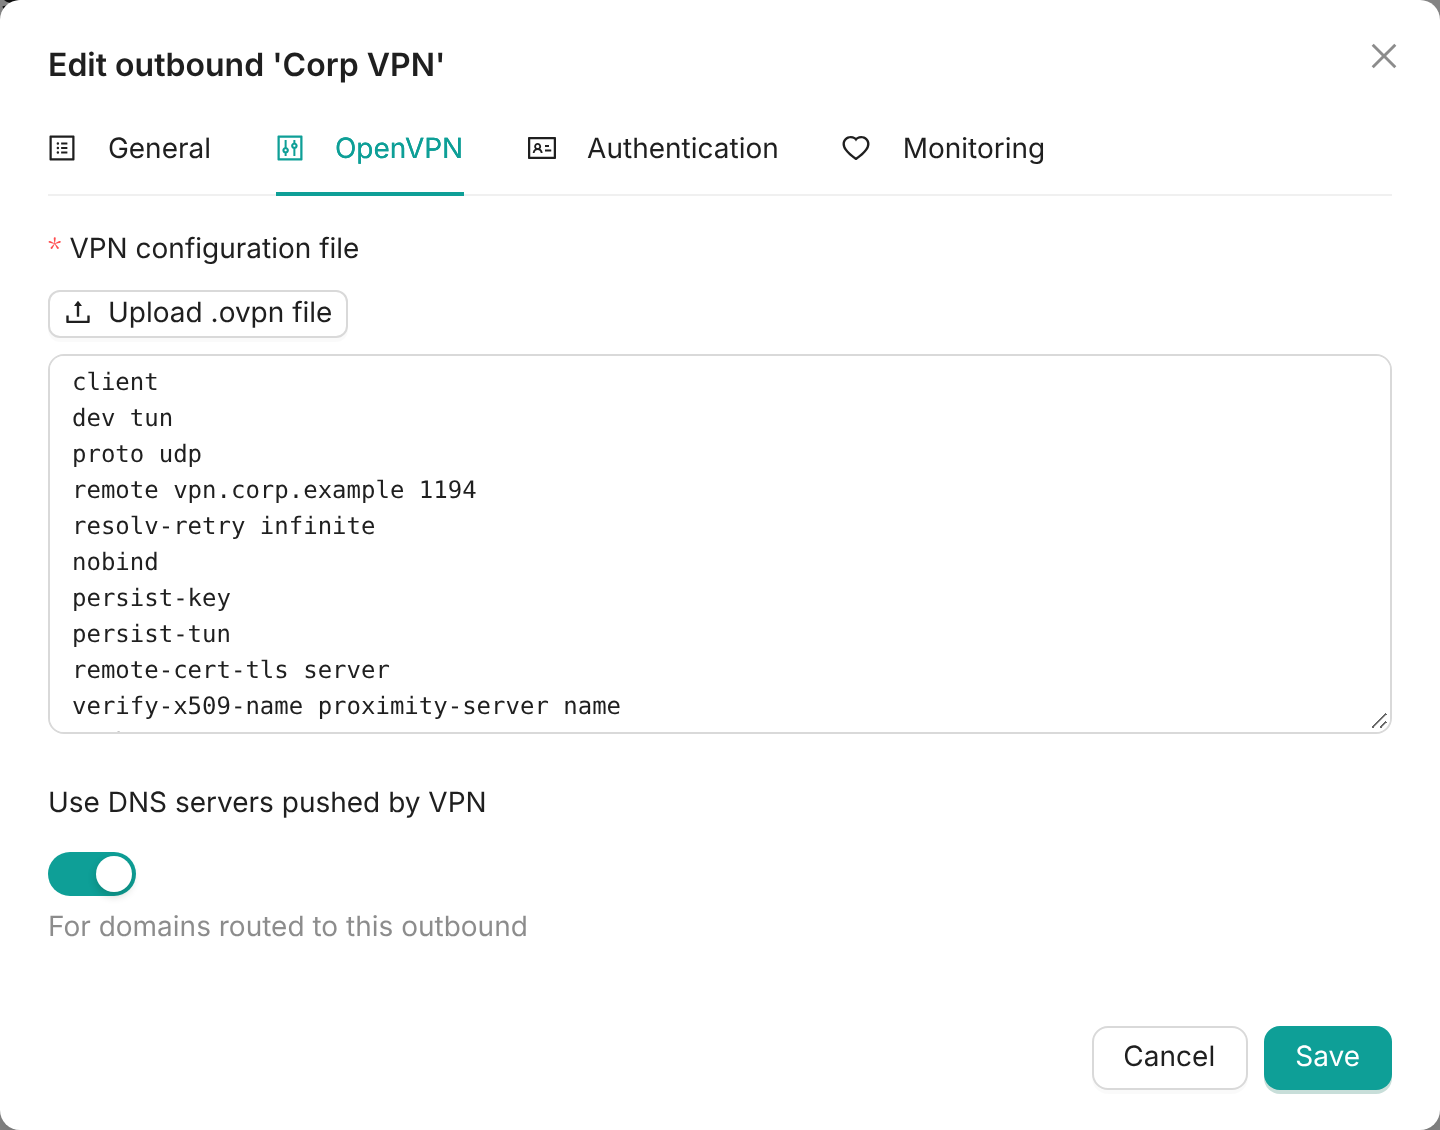 Edit outbound 'Corp VPN'
General OpenVPN Authentication Monitoring
* VPN configuration file
Upload .ovpn file
client
dev tun
proto udp
remote vpn.corp.example 1194
resolv-retry infinite
nobind
persist-key
persist-tun
remote-cert-tls server
verify-x509-name proximity-server name
Use DNS servers pushed by VPN
For domains routed to this outbound
Cancel Save